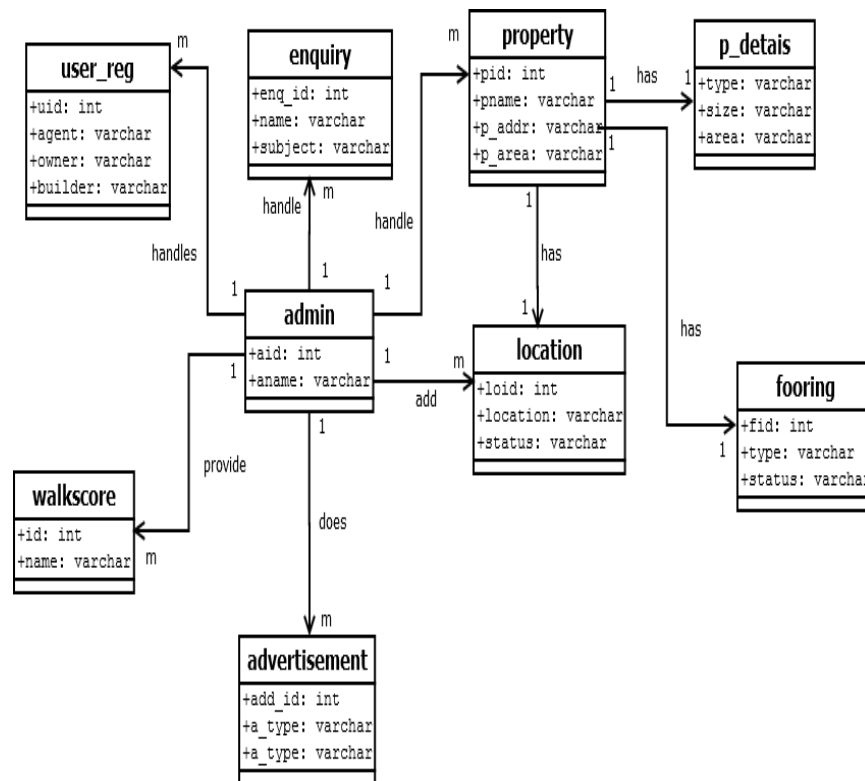 user_reg
+uid: int
+agent: varchar
+owner: varchar
+builder: varchar
enquiry
+enq_id: int
+name: varchar
+subject: varchar
property
+pid: int
+pname: varchar
+p_addr: varchar
+p_area: varchar
p_detais
+type: varchar
+size: varchar
+area: varchar
m
m
has
1
1
1
m
handle
handle
handles
1
has
1
1
1
1
has
admin
+aid: int
+aname: varchar
1
1
m
add
1
location
+loid: int
+location: varchar
+status: varchar
fooring
+fid: int
+type: varchar
+status: varchar
1
1
provide
walkscore
+id: int
+name: varchar
m
does
m
advertisement
+add_id: int
+a_type: varchar
+a_type: varchar